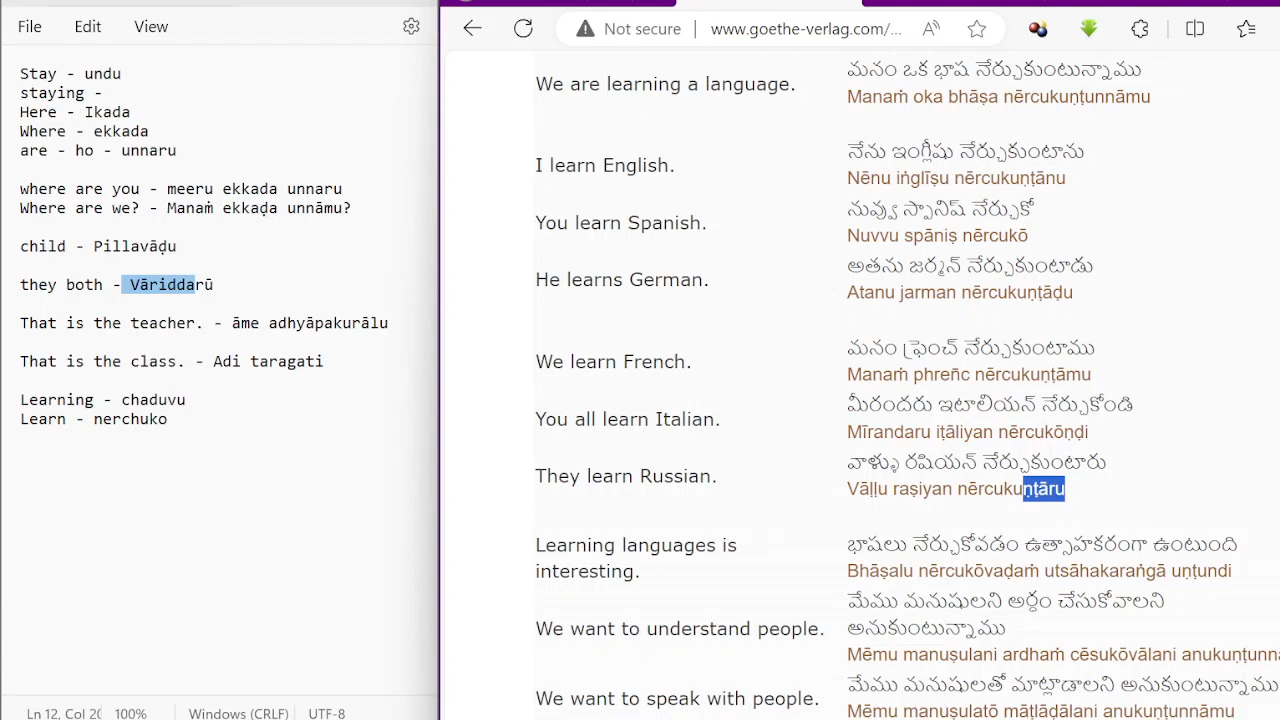 File Edit View
Not secure www.goethe-verlag.com/...
Stay - undu
staying -
Here - Ikada
Where - ekkada
are - ho - unnaru
where are you - meeru ekkada unnaru
Where are we? - Manaṁ ekkaḍa unnāmu?
child - Pillavāḍu
they both - Vāriddarū
That is the teacher. - āme adhyāpakurālu
That is the class. - Adi taragati
Learning - chaduvu
Learn - nerchuko
Ln 12, Col 20 100% Windows (CRLF) UTF-8
We are learning a language. మనం ఒక భాష నేర్చుకుంటున్నాము
Manaṁ oka bhāṣa nērcukuṇṭunnāmu
I learn English. నేను ఇంగ్లీషు నేర్చుకుంటాను
Nēnu iṅglīṣu nērcukuṇṭānu
You learn Spanish. నువ్వు స్పానిష్ నేర్చుకో
Nuvvu spāniṣ nērcukō
He learns German. అతను జర్మన్ నేర్చుకుంటాడు
Atanu jarman nērcukuṇṭāḍu
We learn French. మనం ఫ్రెంచ్ నేర్చుకుంటాము
Manaṁ phreñc nērcukuṇṭāmu
You all learn Italian. మీరందరు ఇటాలియన్ నేర్చుకోండి
Mīrandaru iṭāliyan nērcukōṇḍi
They learn Russian. వాళ్ళు రషియన్ నేర్చుకుంటారు
Vāḷḷu raṣiyan nērcukuṇṭāru
Learning languages is
interesting.
భాషలు నేర్చుకోవడం ఉత్సాహకరంగా ఉంటుంది
Bhāṣalu nērcukōvaḍaṁ utsāhakaraṅgā uṇṭundi
We want to understand people.
మేము మనుషులని అర్ధం చేసుకోవాలని
అనుకుంటున్నాము
Mēmu manuṣulani ardhaṁ cēsukōvālani anukuṇṭunn
We want to speak with people.
మేము మనుషులతో మాట్లాడాలని అనుకుంటున్నాము
Mēmu manuṣulatō māṭlāḍālani anukuṇṭunnāmu